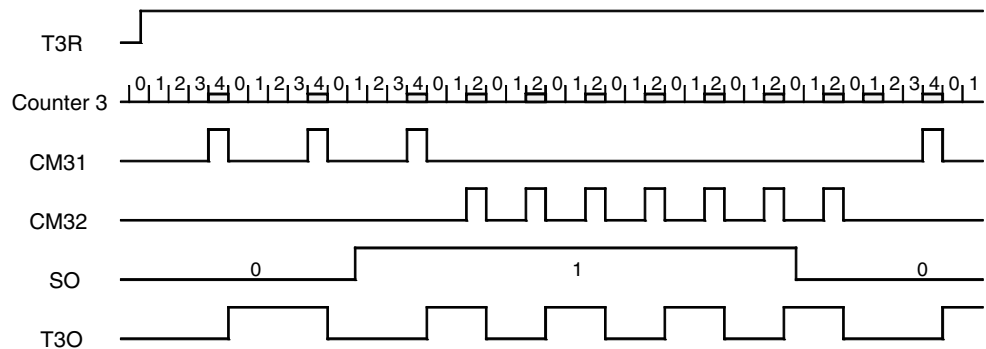 T3R
Counter 3 0 1 2 3 4 0 1 2 3 4 0 1 2 3 4 0 1 2 0 1 2 0 1 2 0 1 2 0 1 2 0 1 2 0 1 2 0 1 2 3 4 0 1
CM31
CM32
SO 0 1 0
T3O